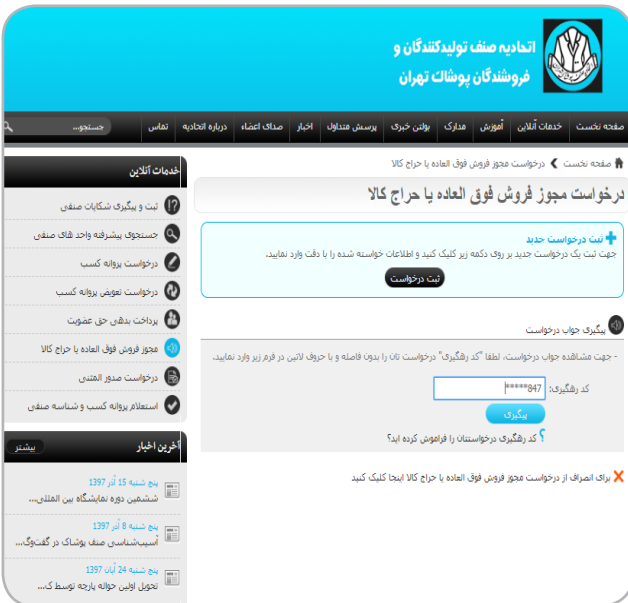 اتحادیه صنف تولیدکنندگان و
فروشندگان پوشاک تهران
صفحه نخست خدمات آنلاین آموزش مدارک بولتن خبری پرسش متداول اخبار صدای اعضاء درباره اتحادیه تماس جستجو...
صفحه نخست ❯ درخواست مجوز فروش فوق العاده یا حراج کالا
درخواست مجوز فروش فوق العاده یا حراج کالا
ثبت درخواست جدید
جهت ثبت یک درخواست جدید بر روی دکمه زیر کلیک کنید و اطلاعات خواسته شده را با دقت وارد نمایید.
ثبت درخواست
پیگیری جواب درخواست
- جهت مشاهده جواب درخواست، لطفا "کد رهگیری" درخواست تان را بدون فاصله و با حروف لاتین در فرم زیر وارد نمایید.
کد رهگیری: 847*****
پیگیری
؟ کد رهگیری درخواستتان را فراموش کرده اید؟
برای انصراف از درخواست مجوز فروش فوق العاده یا حراج کالا اینجا کلیک کنید
خدمات آنلاین
ثبت و پیگیری شکایات صنفی
جستجوی پیشرفته واحد های صنفی
درخواست پروانه کسب
درخواست تعویض پروانه کسب
پرداخت بدهی حق عضویت
مجوز فروش فوق العاده یا حراج کالا
درخواست صدور المثنی
استعلام پروانه کسب و شناسه صنفی
آخرین اخبار بیشتر
پنج شنبه 15 آذر 1397
ششمین دوره نمایشگاه بین المللی...
پنج شنبه 8 آذر 1397
آسیب‌شناسی صنف پوشاک در گفت‌وگ...
پنج شنبه 24 آبان 1397
تحویل اولین حواله پارچه توسط ک...